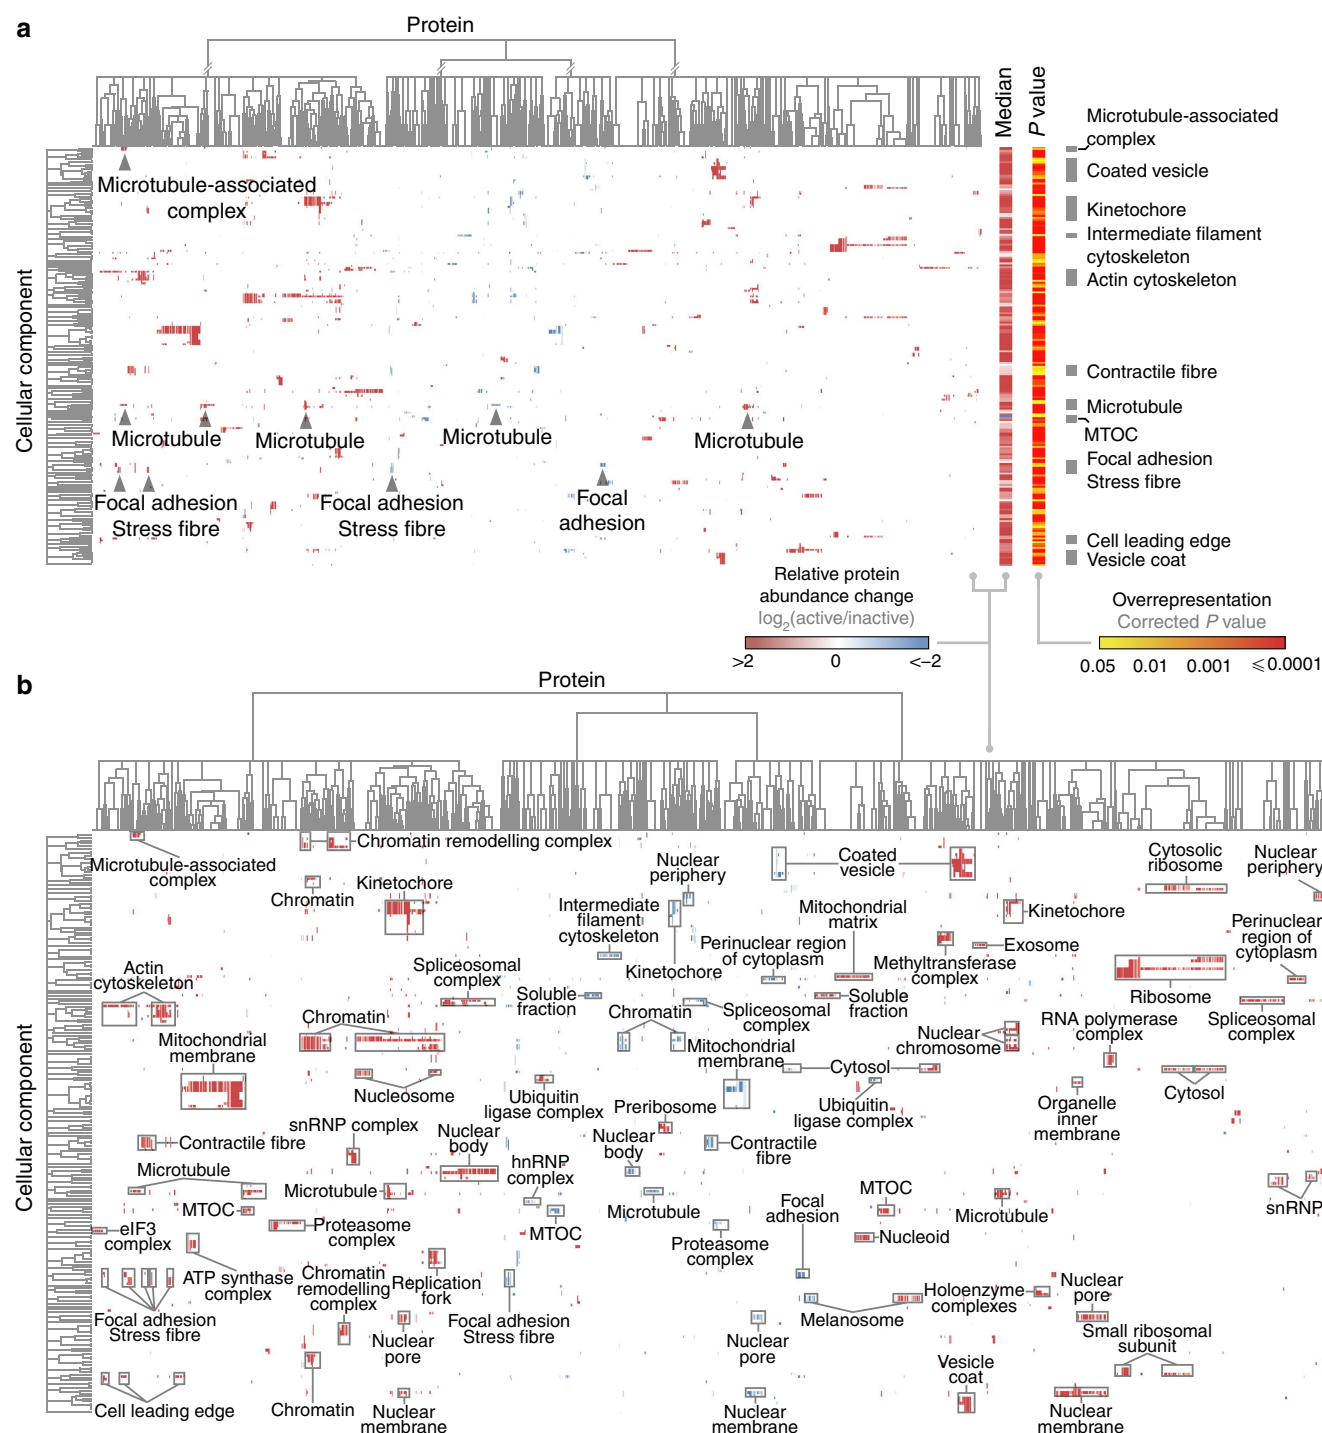 a
Protein
Median
P value
Cellular component
Microtubule-associated
complex
Microtubule
Microtubule
Microtubule
Microtubule
Focal adhesion
Stress fibre
Focal adhesion
Stress fibre
Focal
adhesion
Microtubule-associated
complex
Coated vesicle
Kinetochore
Intermediate filament
cytoskeleton
Actin cytoskeleton
Contractile fibre
Microtubule
MTOC
Focal adhesion
Stress fibre
Cell leading edge
Vesicle coat
Relative protein
abundance change
log2(active/inactive)
>2 0 <-2
Overrepresentation
Corrected P value
0.05 0.01 0.001 ⩽0.0001
b
Protein
Cellular component
Microtubule-associated
complex
Chromatin remodelling complex
Chromatin
Kinetochore
Nuclear
periphery
Intermediate
filament
cytoskeleton
Kinetochore
Coated
vesicle
Mitochondrial
matrix
Perinuclear region
of cytoplasm
Cytosolic
ribosome
Nuclear
periphery
Kinetochore
Exosome
Methyltransferase
complex
Perinuclear
region of
cytoplasm
Actin
cytoskeleton
Spliceosomal
complex
Soluble
fraction
Chromatin
Spliceosomal
complex
Soluble
fraction
Ribosome
Spliceosomal
complex
Chromatin
Mitochondrial
membrane
Mitochondrial
membrane
Nuclear
chromosome
RNA polymerase
complex
Cytosol
Nucleosome
Ubiquitin
ligase complex
Preribosome
Ubiquitin
ligase complex
Organelle
inner
membrane
Cytosol
snRNP complex
Contractile fibre
Nuclear
body
Nuclear
body
Contractile
fibre
Microtubule
Microtubule
hnRNP
complex
Microtubule
Focal
adhesion
MTOC
Microtubule
snRNP
MTOC
Proteasome
complex
MTOC
Proteasome
complex
Nucleoid
eIF3
complex
ATP synthase
complex
Chromatin
remodelling
complex
Replication
fork
Focal adhesion
Stress fibre
Focal adhesion
Stress fibre
Nuclear
pore
Nuclear
pore
Melanosome
Holoenzyme
complexes
Nuclear
pore
Small ribosomal
subunit
Vesicle
coat
Cell leading edge
Chromatin
Nuclear
membrane
Nuclear
membrane
Nuclear
membrane